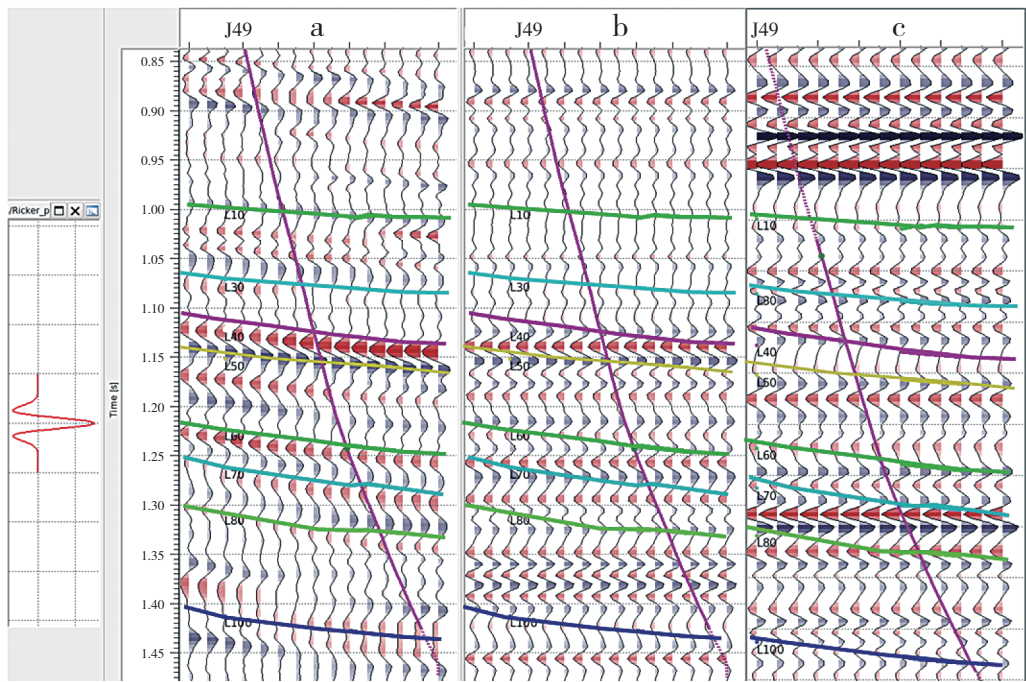 J49 a
J49 b
J49 c
/Ricker_p
Time [s]
0.85
0.90
0.95
1.00
1.05
1.10
1.15
1.20
1.25
1.30
1.35
1.40
1.45
L10
L30
L40
L50
L60
L70
L80
L100
L10
L30
L40
L50
L60
L70
L80
L100
L10
L30
L40
L50
L60
L70
L80
L100